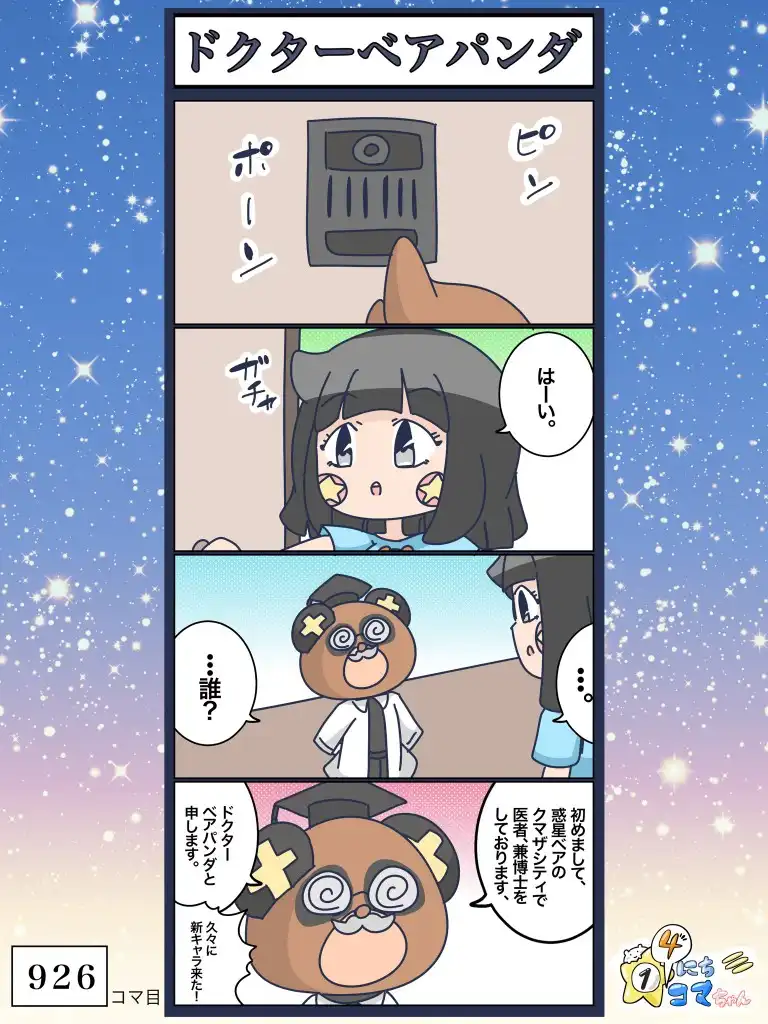 ドクターベアパンダ
ピン
ポーン
はーい。
ガチャ
…。
…誰?
初めまして、
惑星ベアの
クマザシティで
医者、兼博士を
しております、
ドクター
ベアパンダと
申します。
久々に
新キャラ来た!
926
コマ目
1
にち
4
コマ
ちゃん